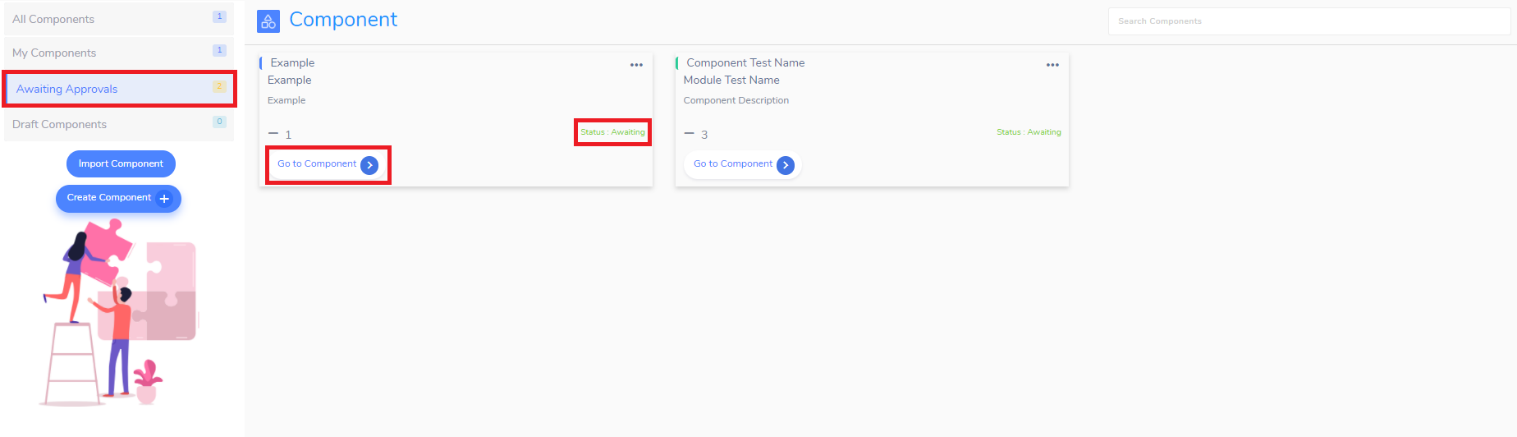 All Components 1
My Components 1
Awaiting Approvals 2
Draft Components 0
Import Component
Create Component +
Component
Search Components
Example
Example
Example
1
Status : Awaiting
Go to Component
Component Test Name
Module Test Name
Component Description
3
Status : Awaiting
Go to Component